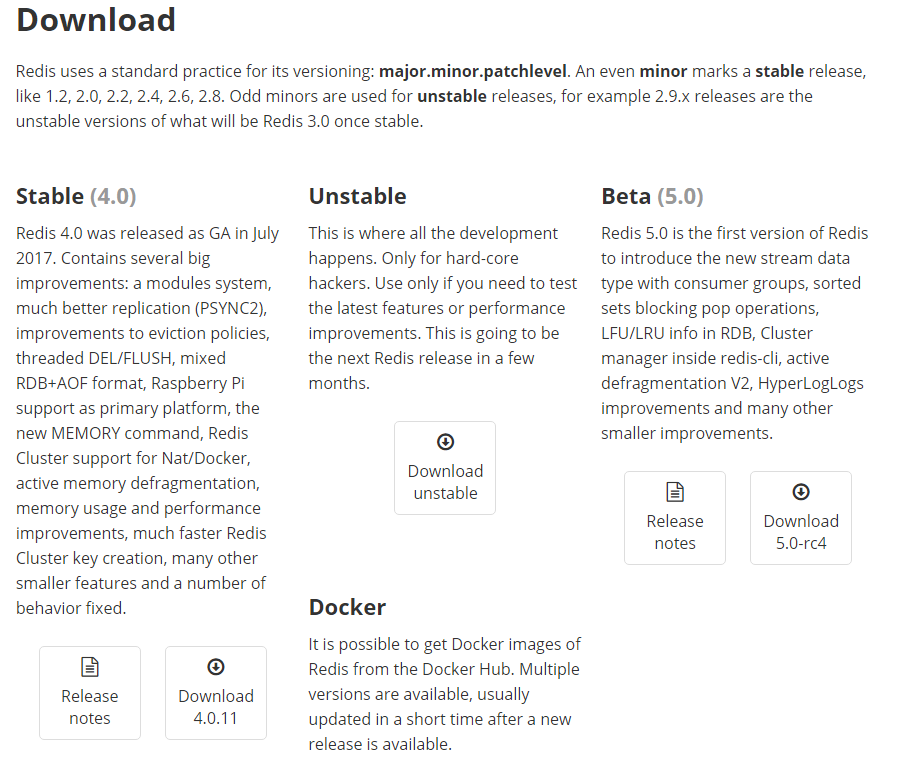 Download
Redis uses a standard practice for its versioning: major.minor.patchlevel. An even minor marks a stable release,
like 1.2, 2.0, 2.2, 2.4, 2.6, 2.8. Odd minors are used for unstable releases, for example 2.9.x releases are the
unstable versions of what will be Redis 3.0 once stable.
Stable (4.0)
Redis 4.0 was released as GA in July
2017. Contains several big
improvements: a modules system,
much better replication (PSYNC2),
improvements to eviction policies,
threaded DEL/FLUSH, mixed
RDB+AOF format, Raspberry Pi
support as primary platform, the
new MEMORY command, Redis
Cluster support for Nat/Docker,
active memory defragmentation,
memory usage and performance
improvements, much faster Redis
Cluster key creation, many other
smaller features and a number of
behavior fixed.
Release
notes
Download
4.0.11
Unstable
This is where all the development
happens. Only for hard-core
hackers. Use only if you need to test
the latest features or performance
improvements. This is going to be
the next Redis release in a few
months.
Download
unstable
Docker
It is possible to get Docker images of
Redis from the Docker Hub. Multiple
versions are available, usually
updated in a short time after a new
release is available.
Beta (5.0)
Redis 5.0 is the first version of Redis
to introduce the new stream data
type with consumer groups, sorted
sets blocking pop operations,
LFU/LRU info in RDB, Cluster
manager inside redis-cli, active
defragmentation V2, HyperLogLogs
improvements and many other
smaller improvements.
Release
notes
Download
5.0-rc4